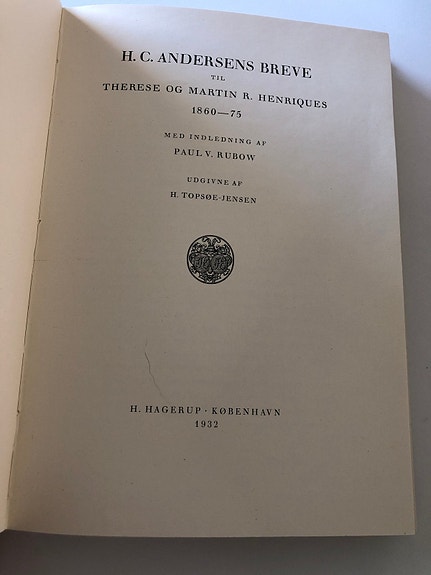 H. C. ANDERSENS BREVE
TIL
THERESE OG MARTIN R. HENRIQUES
1860—75
MED INDLEDNING AF
PAUL V. RUBOW
UDGIVNE AF
H. TOPSØE-JENSEN
H. HAGERUP · KØBENHAVN
1932